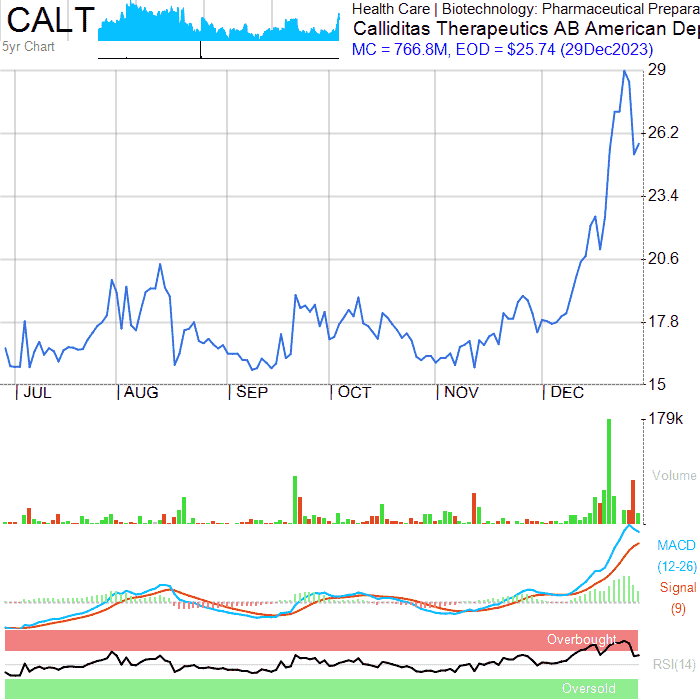 CALT
5yr Chart
Health Care | Biotechnology: Pharmaceutical Prepara
Calliditas Therapeutics AB American Dep
MC = 766.8M, EOD = $25.74 (29Dec2023)
29
26.2
23.4
20.6
17.8
15
JUL
AUG
SEP
OCT
NOV
DEC
179k
Volume
MACD
(12-26)
Signal
(9)
Overbought
RSI(14)
Oversold